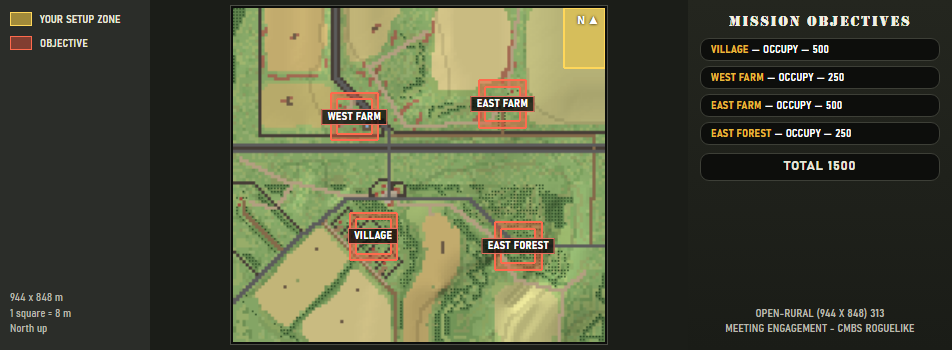 YOUR SETUP ZONE
OBJECTIVE
944 x 848 m
1 square = 8 m
North up
N ▲
WEST FARM
EAST FARM
VILLAGE
EAST FOREST
MISSION OBJECTIVES
VILLAGE — OCCUPY — 500
WEST FARM — OCCUPY — 250
EAST FARM — OCCUPY — 500
EAST FOREST — OCCUPY — 250
TOTAL 1500
OPEN-RURAL (944 X 848) 313
MEETING ENGAGEMENT - CMBS ROGUELIKE